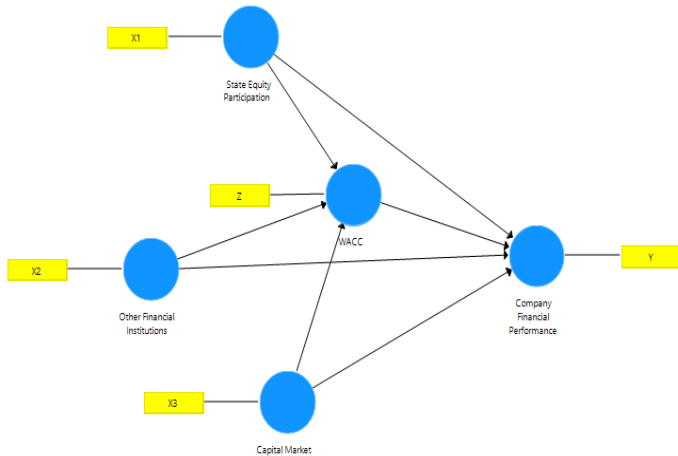 X1
State Equity
Participation
Z
WACC
X2
Other Financial
Institutions
Y
Company
Financial
Performance
X3
Capital Market